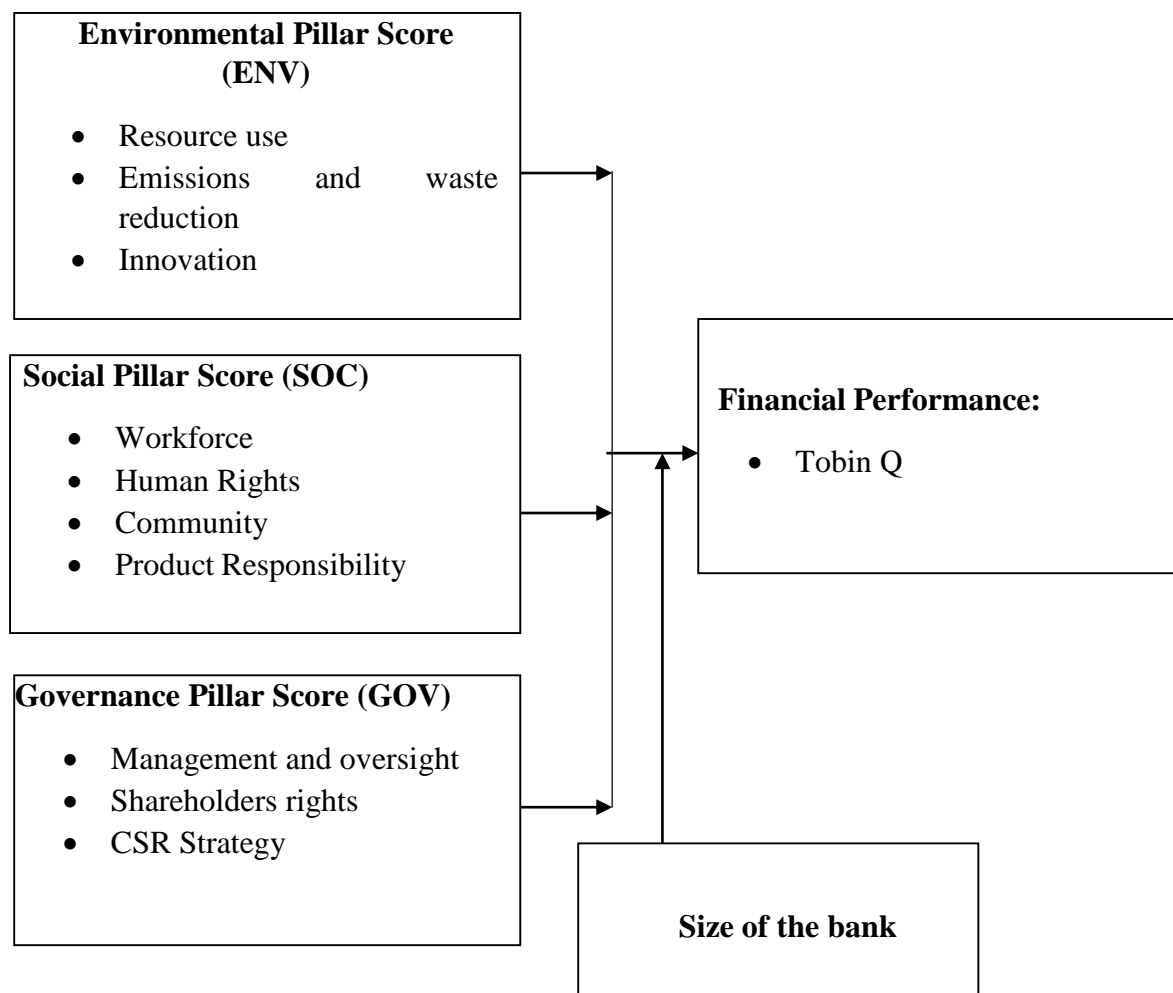 Environmental Pillar Score
(ENV)
• Resource use
• Emissions and waste
reduction
• Innovation
Social Pillar Score (SOC)
• Workforce
• Human Rights
• Community
• Product Responsibility
Governance Pillar Score (GOV)
• Management and oversight
• Shareholders rights
• CSR Strategy
Financial Performance:
• Tobin Q
Size of the bank